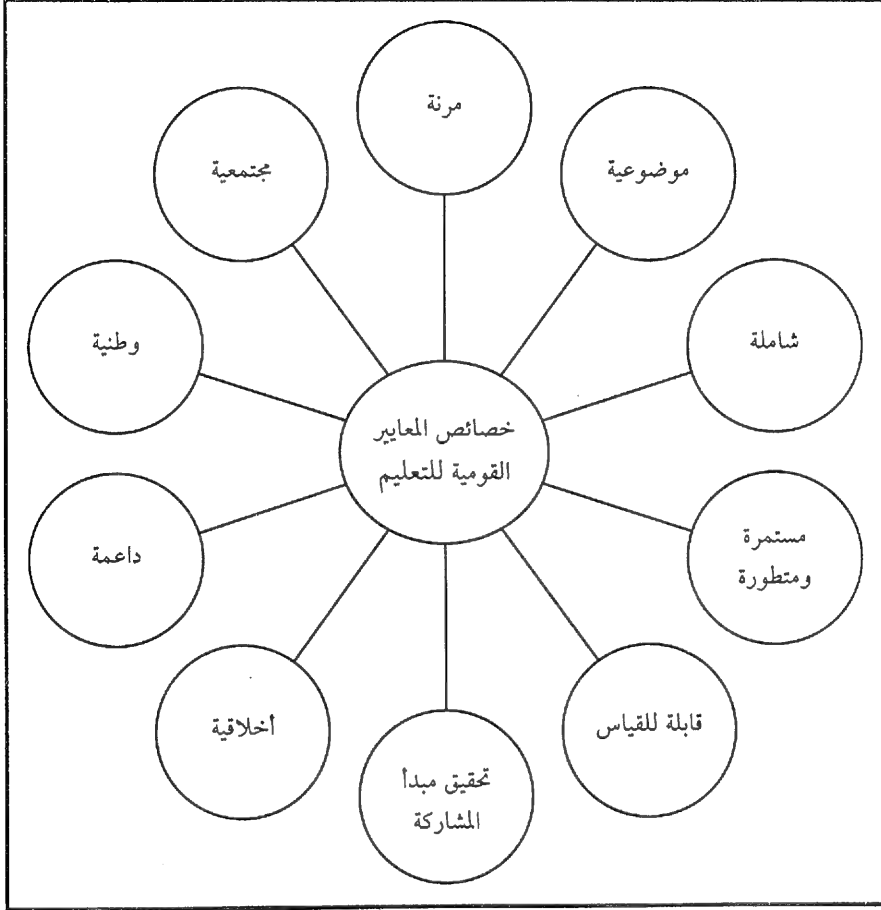 مرنة
موضوعية
شاملة
مستمرة
ومتطورة
قابلة للقياس
تحقيق مبدأ
المشاركة
أخلاقية
داعمة
وطنية
مجتمعية
خصائص المعايير
القومية للتعليم